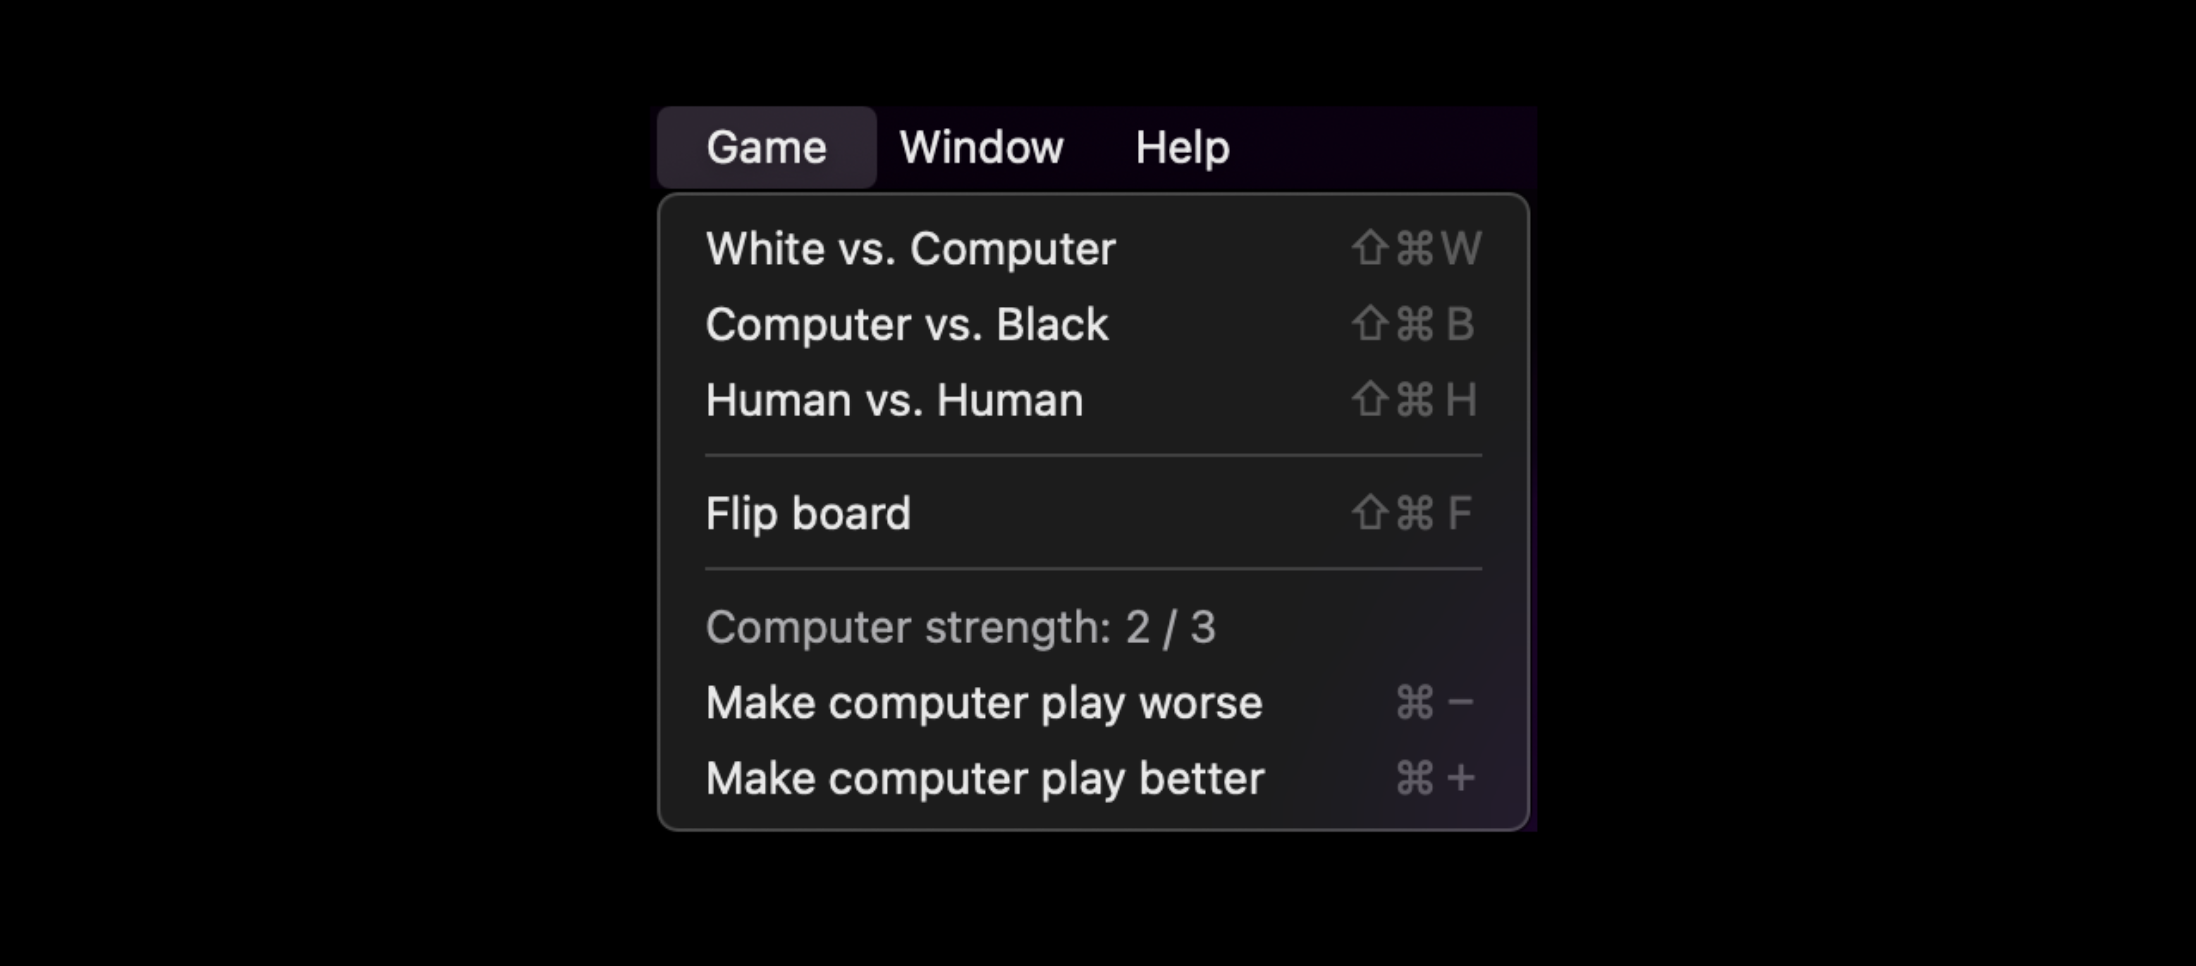 Game Window Help
White vs. Computer ⇧⌘W
Computer vs. Black ⇧⌘B
Human vs. Human ⇧⌘H
Flip board ⇧⌘F
Computer strength: 2 / 3
Make computer play worse ⌘−
Make computer play better ⌘+